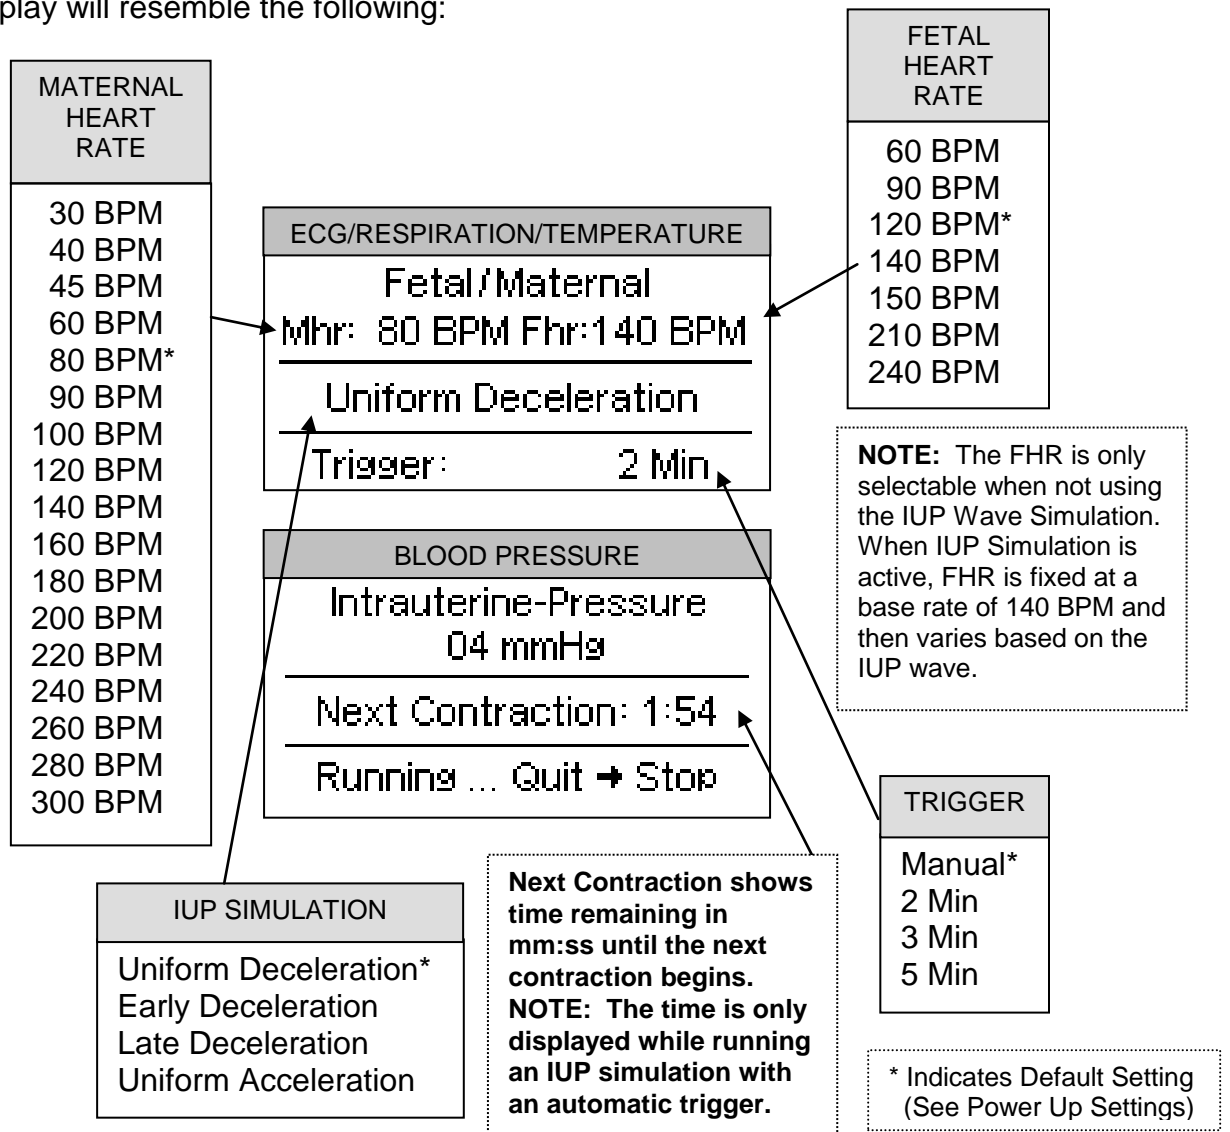 play will resemble the following:
MATERNAL
HEART
RATE
30 BPM
40 BPM
45 BPM
60 BPM
80 BPM*
90 BPM
100 BPM
120 BPM
140 BPM
160 BPM
180 BPM
200 BPM
220 BPM
240 BPM
260 BPM
280 BPM
300 BPM
ECG/RESPIRATION/TEMPERATURE
Fetal/Maternal
Mhr: 80 BPM Fhr:140 BPM
Uniform Deceleration
Trigger: 2 Min
BLOOD PRESSURE
Intrauterine-Pressure
04 mmHg
Next Contraction: 1:54
Running ... Quit → Stop
FETAL
HEART
RATE
60 BPM
90 BPM
120 BPM*
140 BPM
150 BPM
210 BPM
240 BPM
NOTE: The FHR is only
selectable when not using
the IUP Wave Simulation.
When IUP Simulation is
active, FHR is fixed at a
base rate of 140 BPM and
then varies based on the
IUP wave.
IUP SIMULATION
Uniform Deceleration*
Early Deceleration
Late Deceleration
Uniform Acceleration
Next Contraction shows
time remaining in
mm:ss until the next
contraction begins.
NOTE: The time is only
displayed while running
an IUP simulation with
an automatic trigger.
TRIGGER
Manual*
2 Min
3 Min
5 Min
* Indicates Default Setting
(See Power Up Settings)